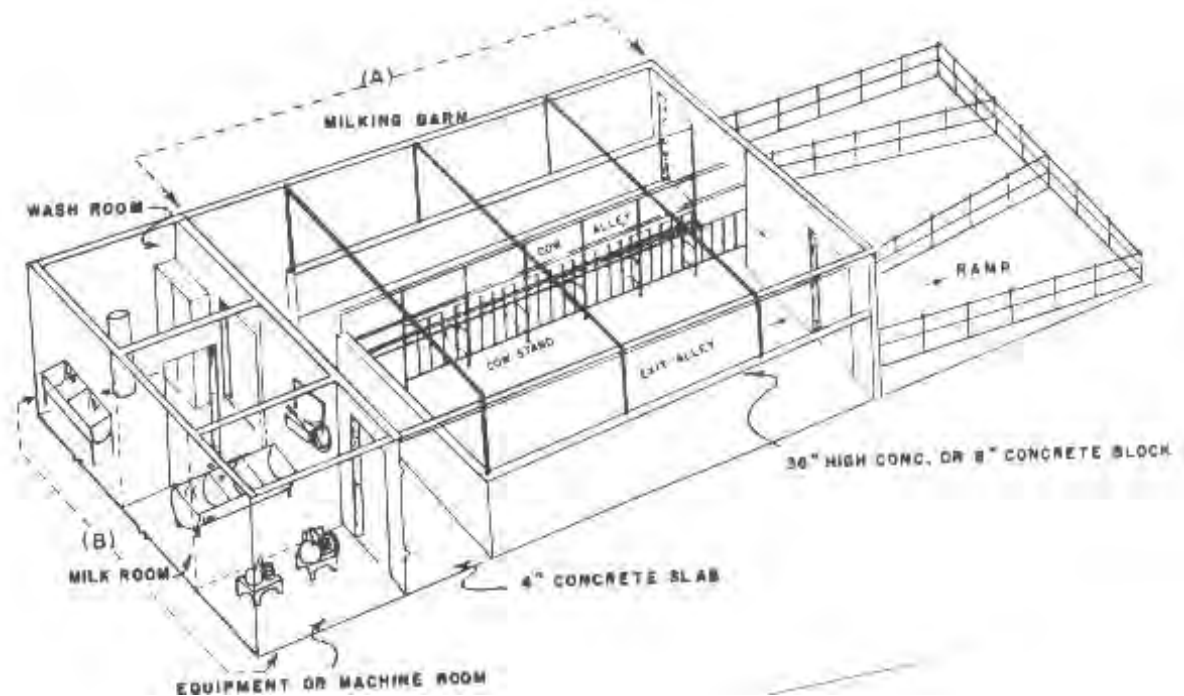 (A)
MILKING BARN
WASH ROOM
COW ALLEY
RAMP
COW STAND
EXIT-ALLEY
36" HIGH CONC. OR 8" CONCRETE BLOCK
(B)
MILK ROOM
4" CONCRETE SLAB
EQUIPMENT OR MACHINE ROOM